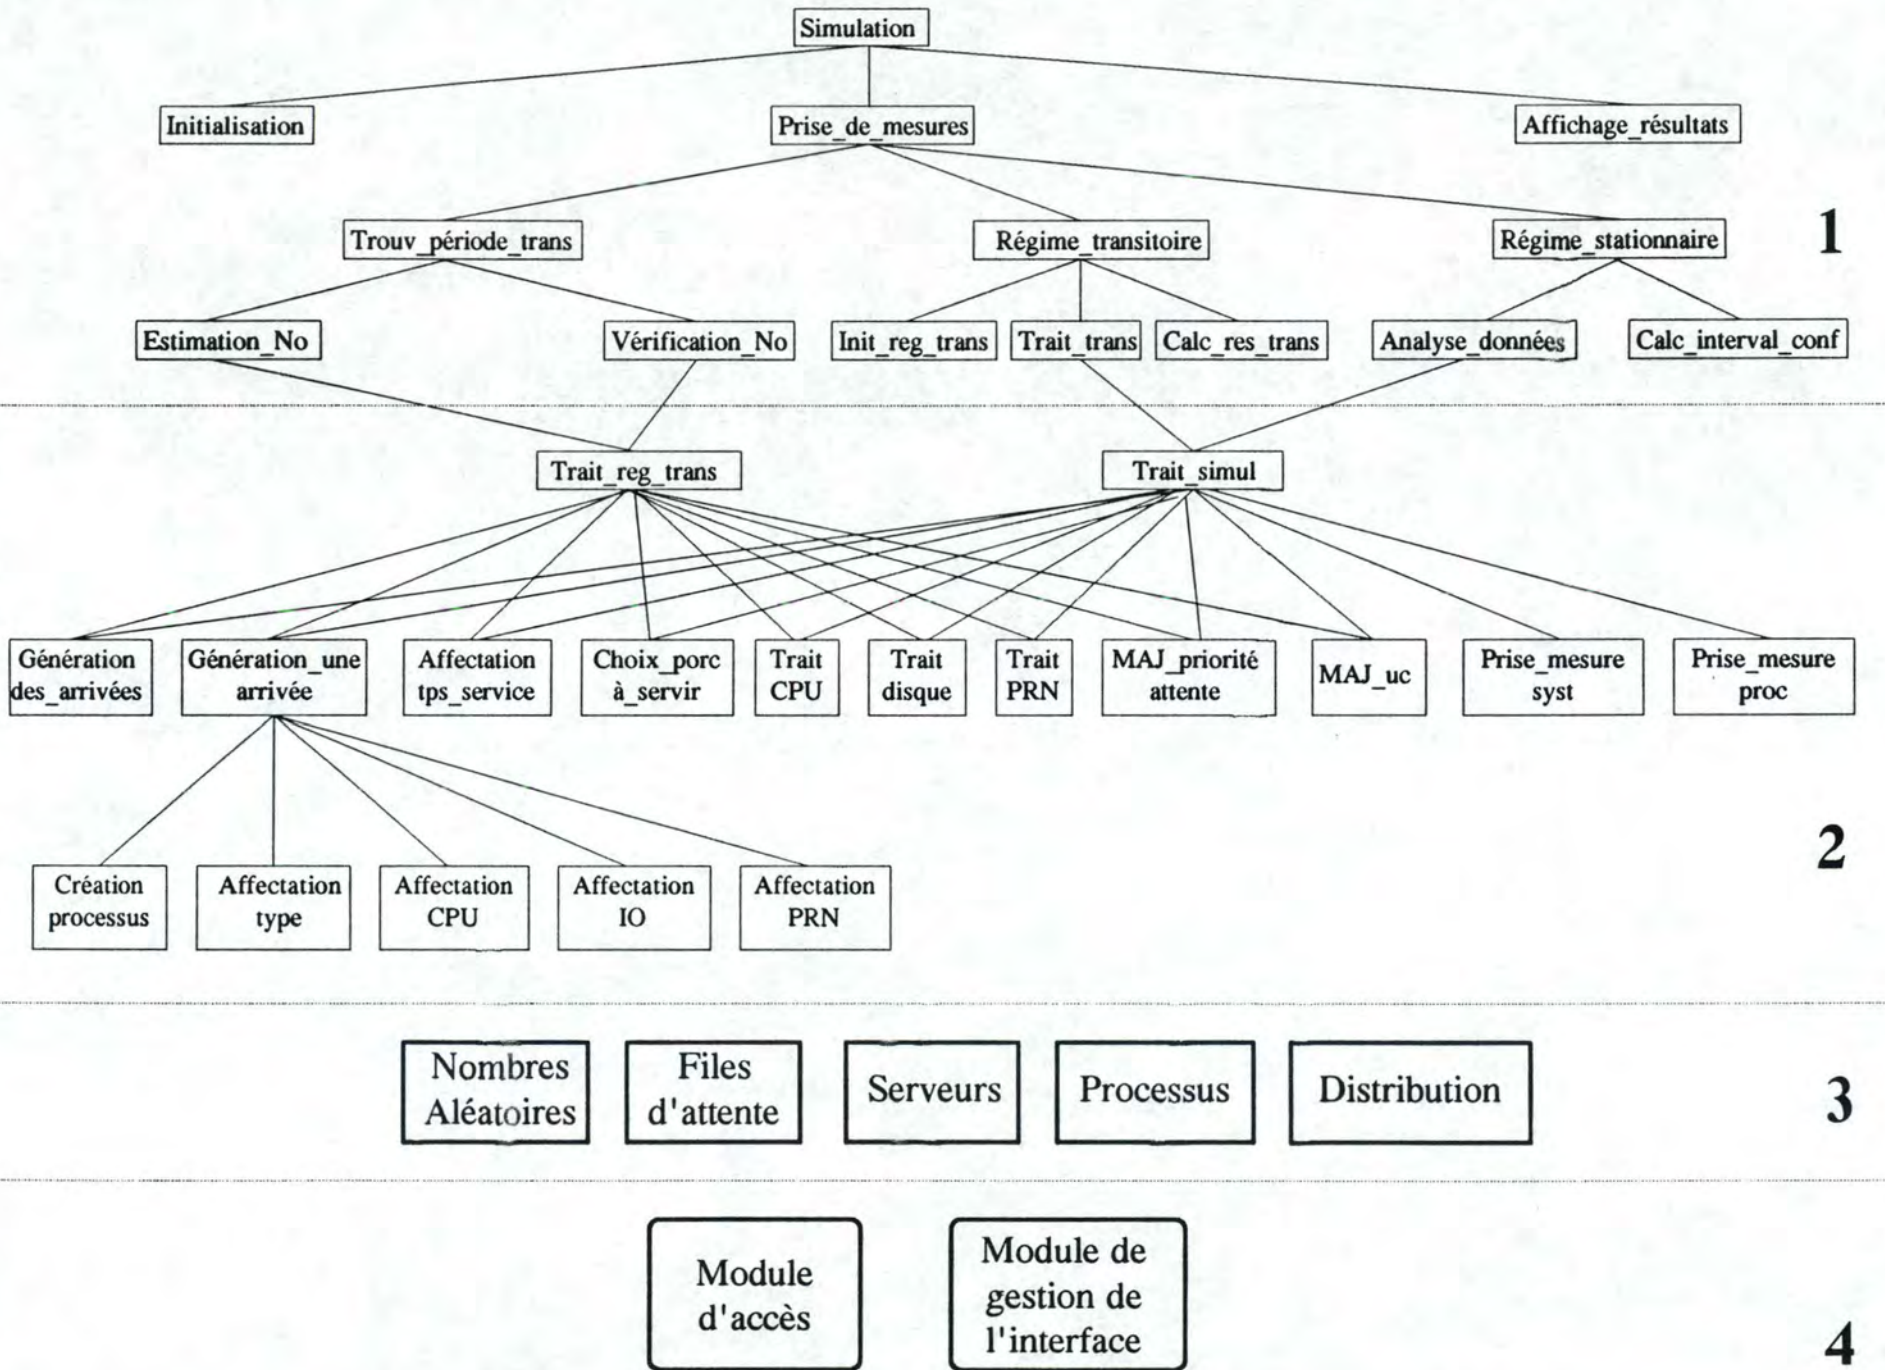 Simulation
Initialisation
Prise_de_mesures
Affichage_résultats
Trouv_période_trans
Régime_transitoire
Régime_stationnaire
1
Estimation_No
Vérification_No
Init_reg_trans
Trait_trans
Calc_res_trans
Analyse_données
Calc_interval_conf
Trait_reg_trans
Trait_simul
Génération
des_arrivées
Génération_une
arrivée
Affectation
tps_service
Choix_porc
à_servir
Trait
CPU
Trait
disque
Trait
PRN
MAJ_priorité
attente
MAJ_uc
Prise_mesure
syst
Prise_mesure
proc
2
Création
processus
Affectation
type
Affectation
CPU
Affectation
IO
Affectation
PRN
Nombres
Aléatoires
Files
d'attente
Serveurs
Processus
Distribution
3
Module
d'accès
Module de
gestion de
l'interface
4